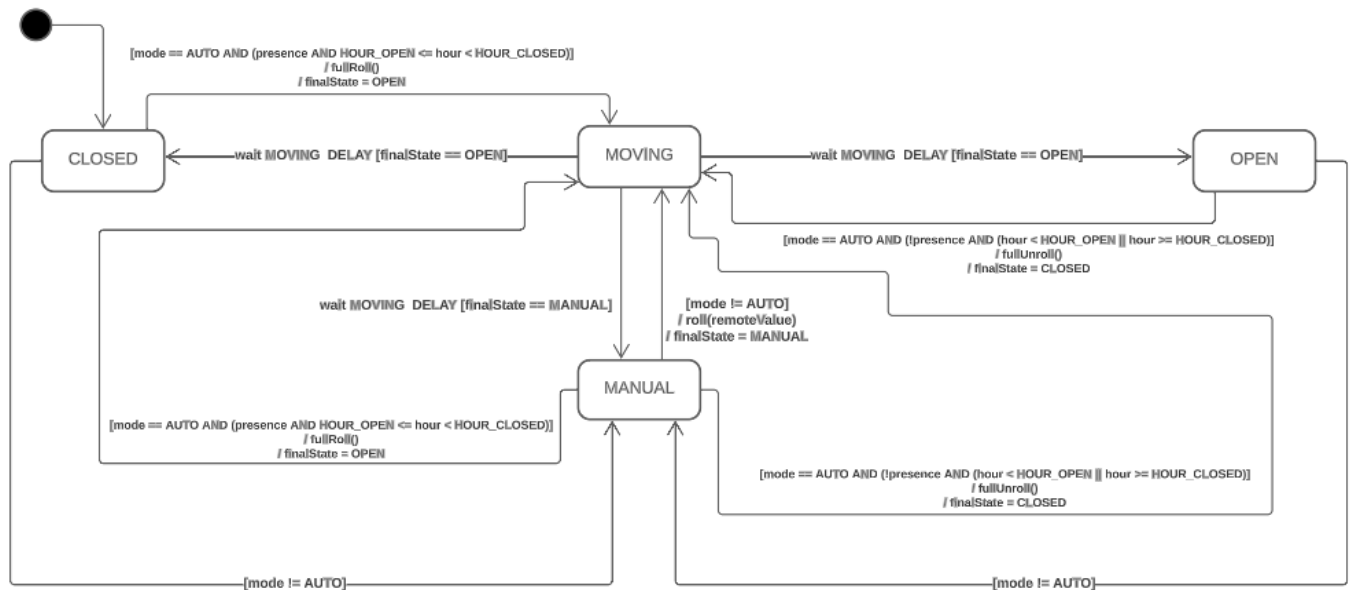 [mode == AUTO AND (presence AND HOUR_OPEN <= hour < HOUR_CLOSED)]
/ fullRoll()
/ finalState = OPEN
CLOSED
wait MOVING DELAY [finalState == OPEN]
MOVING
wait MOVING DELAY [finalState == OPEN]
OPEN
[mode == AUTO AND (!presence AND (hour < HOUR_OPEN || hour >= HOUR_CLOSED)]
/ fullUnroll()
/ finalState = CLOSED
wait MOVING DELAY [finalState == MANUAL]
[mode != AUTO]
/ roll(remoteValue)
/ finalState = MANUAL
MANUAL
[mode == AUTO AND (presence AND HOUR_OPEN <= hour < HOUR_CLOSED)]
/ fullRoll()
/ finalState = OPEN
[mode == AUTO AND (!presence AND (hour < HOUR_OPEN || hour >= HOUR_CLOSED)]
/ fullUnroll()
/ finalState = CLOSED
[mode != AUTO]
[mode != AUTO]